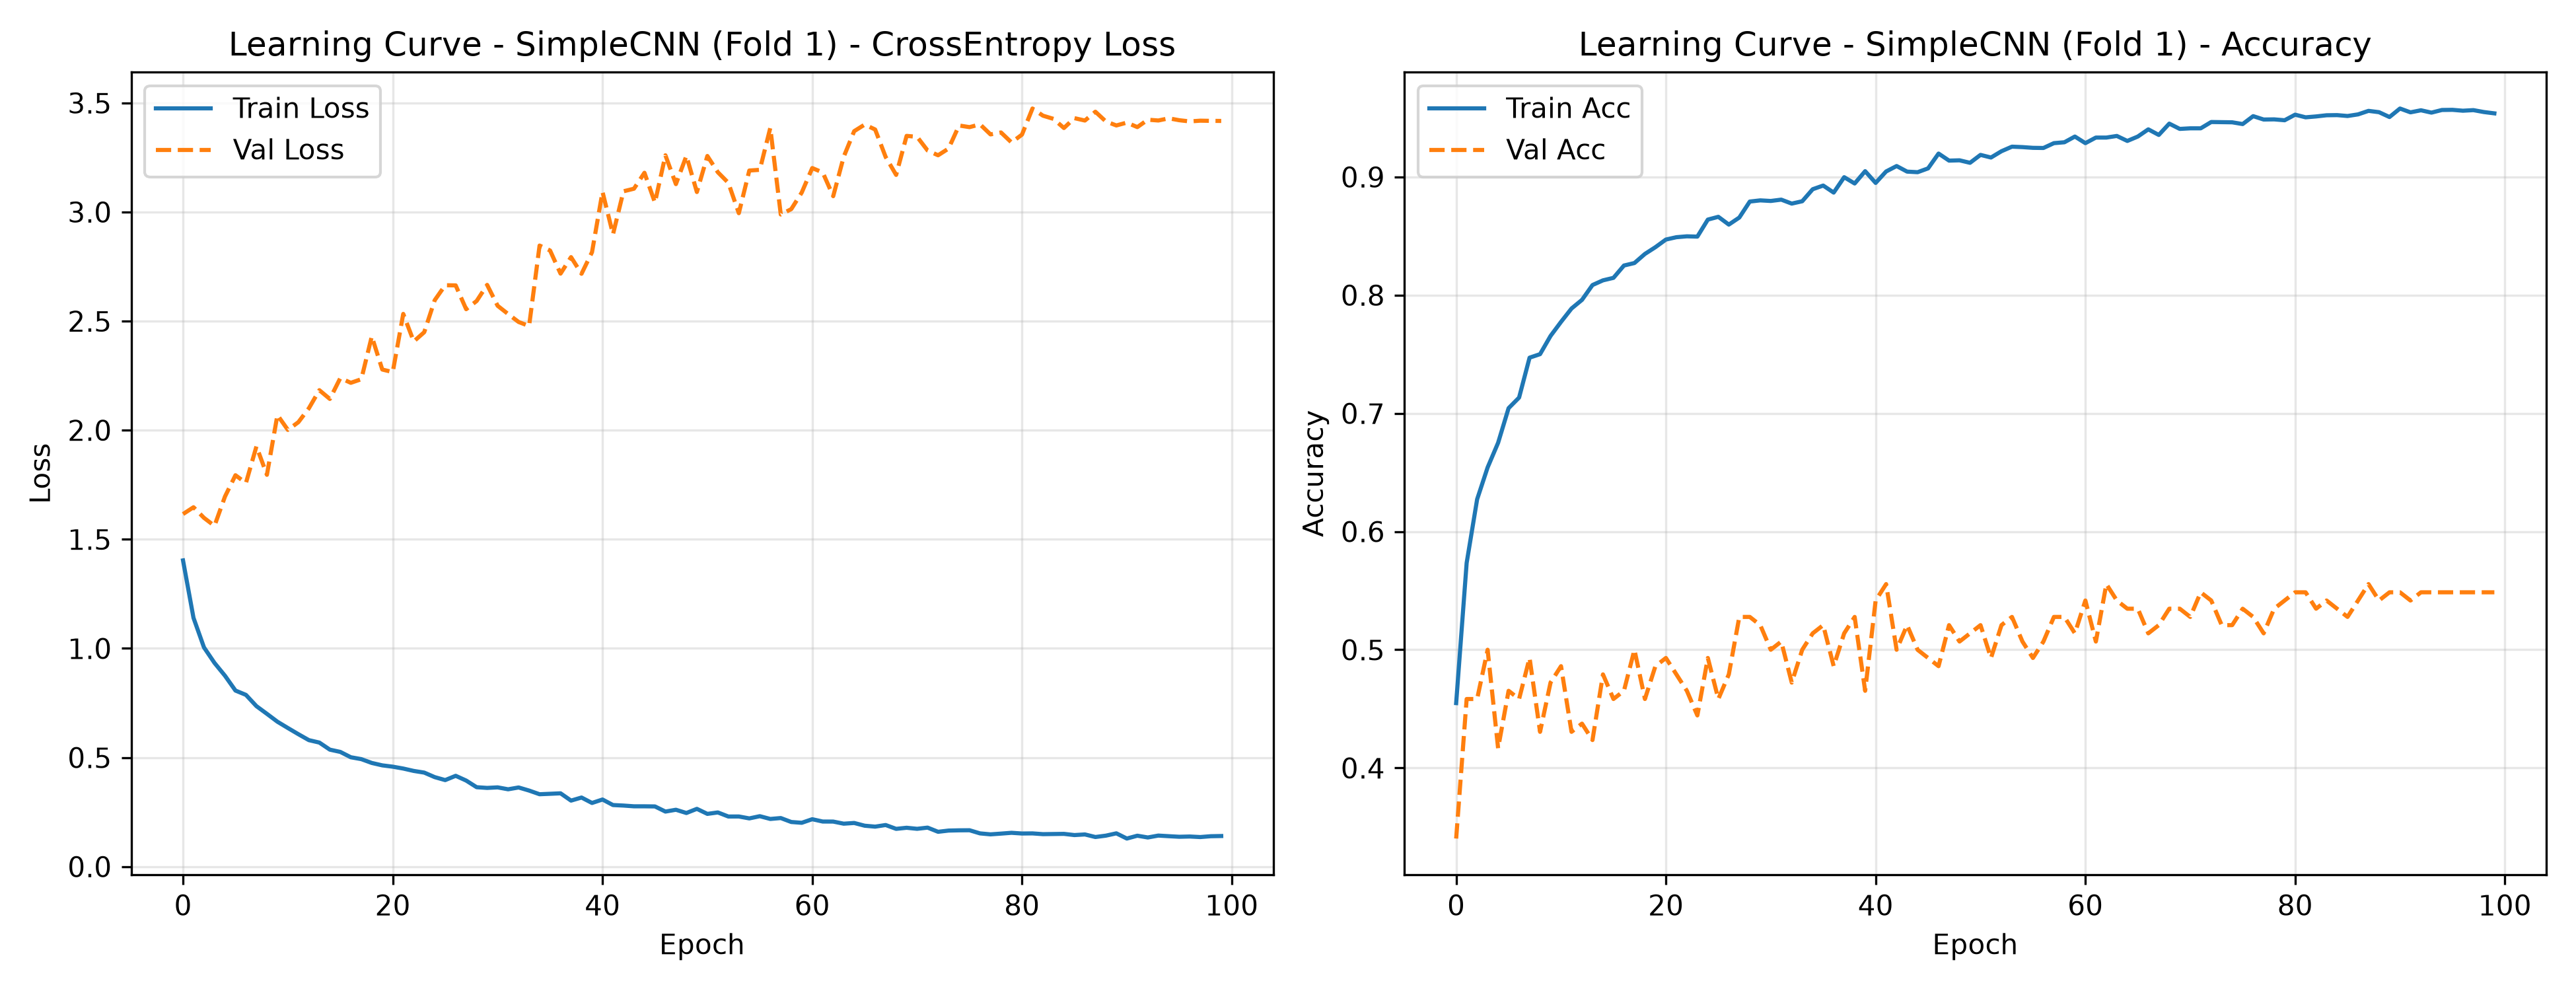 Learning Curve - SimpleCNN (Fold 1) - CrossEntropy Loss
Train Loss
Val Loss
3.5
3.0
2.5
2.0
1.5
1.0
0.5
0.0
Loss
0 20 40 60 80 100
Epoch
Learning Curve - SimpleCNN (Fold 1) - Accuracy
Train Acc
Val Acc
0.9
0.8
0.7
0.6
0.5
0.4
Accuracy
0 20 40 60 80 100
Epoch